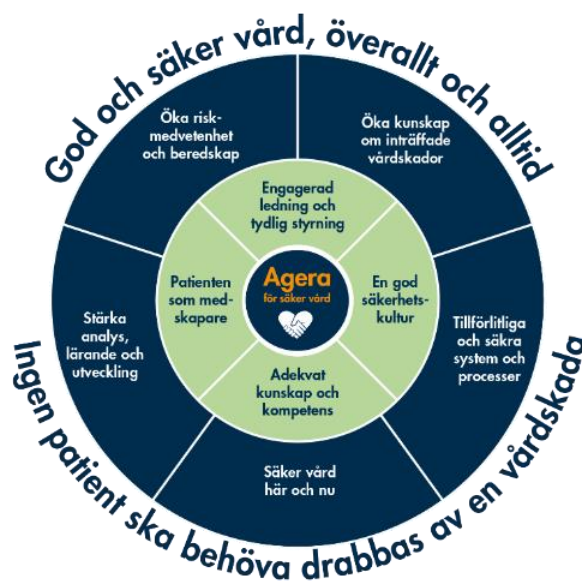 God och säker vård, överallt och alltid
Öka risk-
medvetenhet
och beredskap
Öka kunskap
om inträffade
vårdskador
Engagerad
ledning och
tydlig styrning
Patienten
som med-
skapare
Agera
för säker vård
En god
säkerhets-
kultur
Stärka
analys,
lärande och
utveckling
Tillförlitliga
och säkra
system och
processer
Adekvat
kunskap och
kompetens
Säker vård
här och nu
Ingen patient ska behöva drabbas av en vårdskada